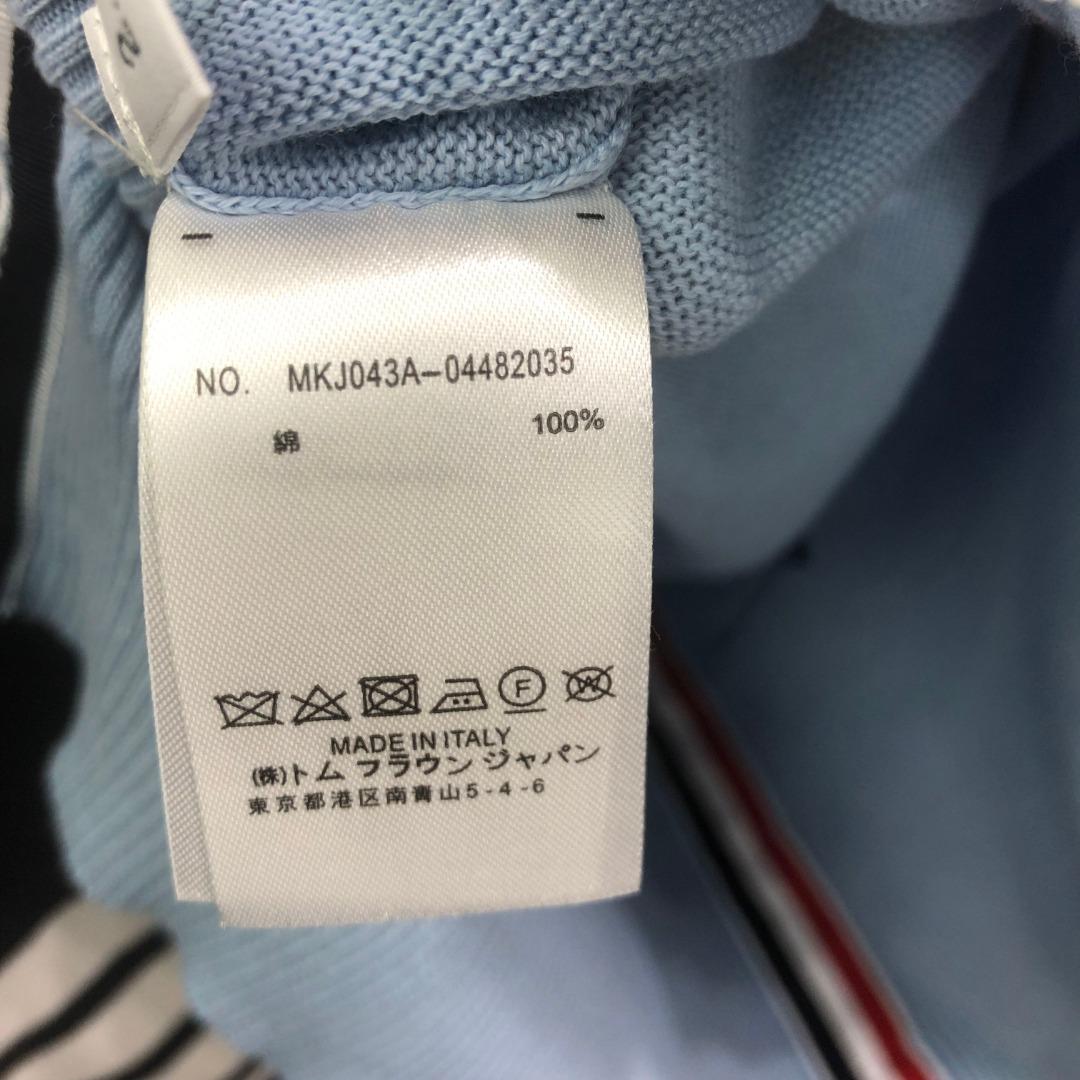 NO. MKJ043A-04482035
綿 100%
F
W
MADE IN ITALY
(株)トム フラウン ジャパン
東京都港区南青山5-4-6